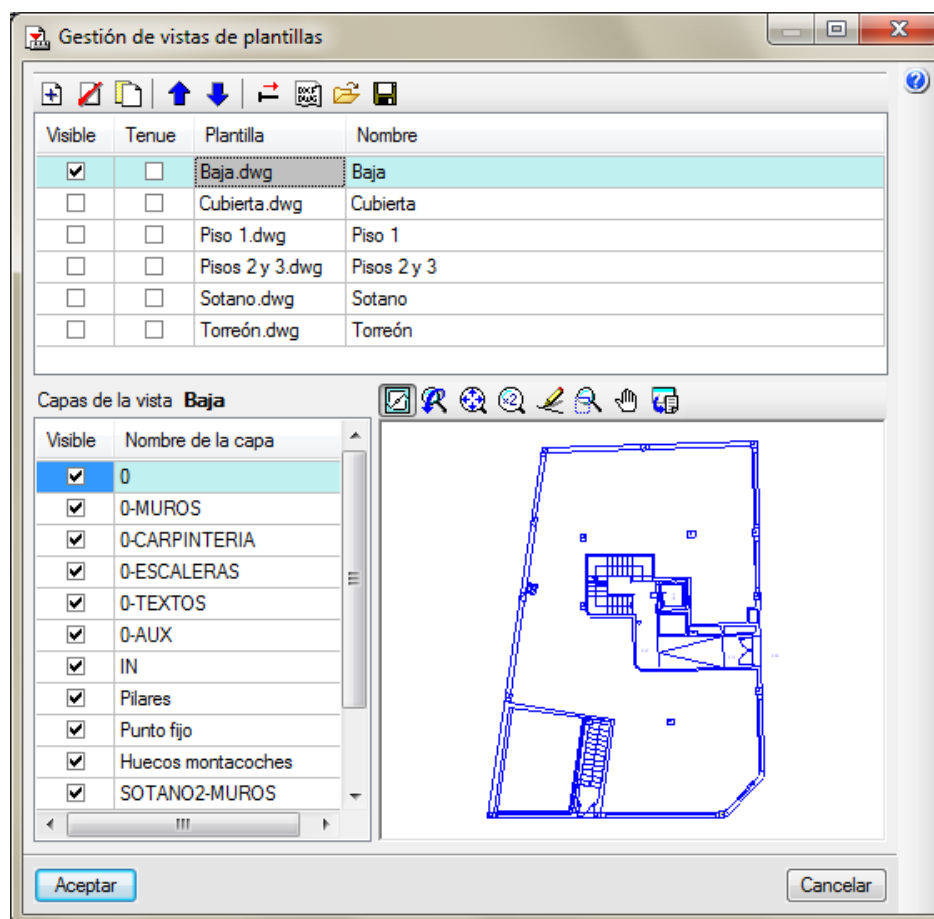 Gestión de vistas de plantillas
DXF
DWG
Visible Tenue Plantilla Nombre
Baja.dwg Baja
Cubierta.dwg Cubierta
Piso 1.dwg Piso 1
Pisos 2 y 3.dwg Pisos 2 y 3
Sotano.dwg Sotano
Torreón.dwg Torreón
Capas de la vista Baja
x2
Visible Nombre de la capa
0
0-MUROS
0-CARPINTERIA
0-ESCALERAS
0-TEXTOS
0-AUX
IN
Pilares
Punto fijo
Huecos montacoches
SOTANO2-MUROS
Aceptar Cancelar